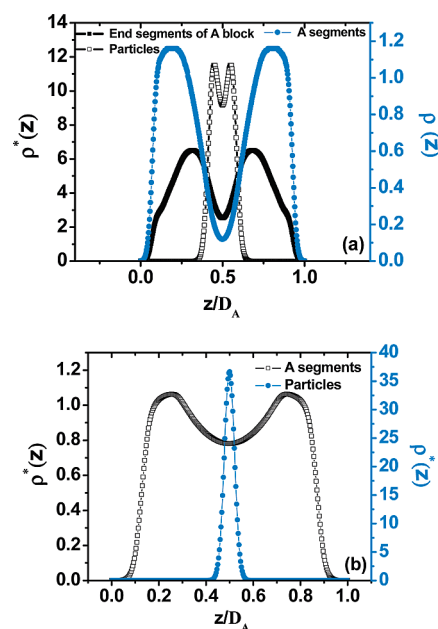 End segments of A block
A segments
Particles
14
12
10
8
6
4
2
0
ρ*(z)
1.2
1.0
0.8
0.6
0.4
0.2
0.0
ρ (z)
(a)
0.0 0.5 1.0
z/D_A
A segments
Particles
1.2
1.0
0.8
0.6
0.4
0.2
0.0
ρ*(z)
40
35
30
25
20
15
10
5
0
ρ*(z)
(b)
0.0 0.2 0.4 0.6 0.8 1.0
z/D_A